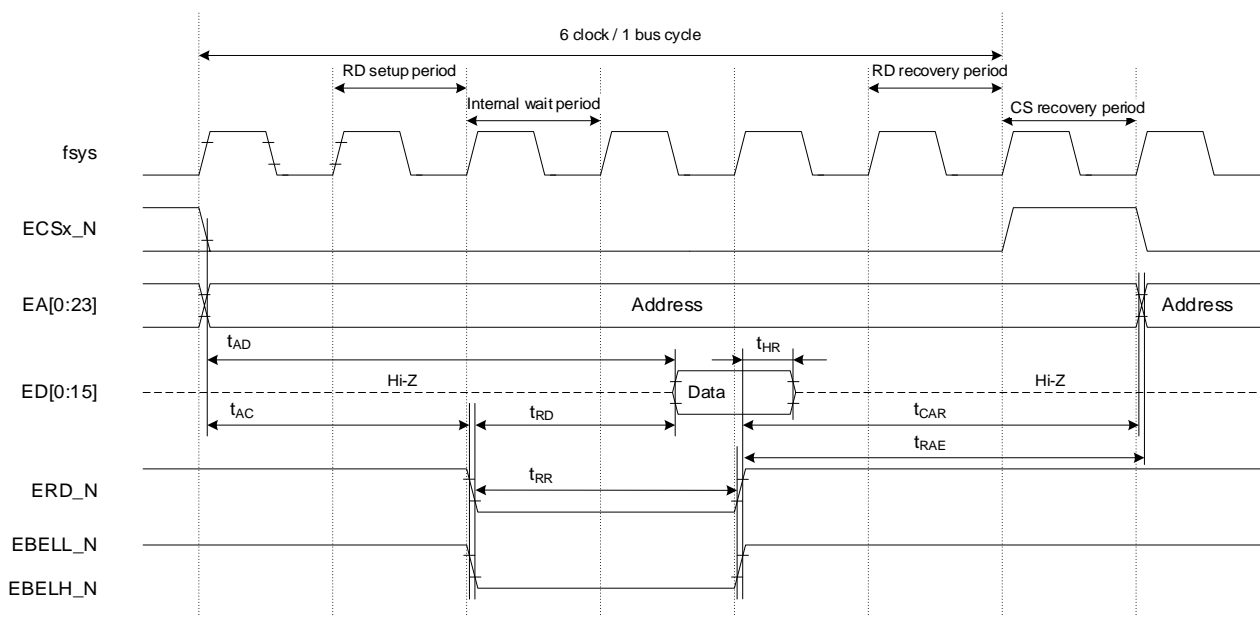 6 clock / 1 bus cycle
RD setup period
RD recovery period
Internal wait period
CS recovery period
fsys
ECSx_N
EA[0:23]
Address
Address
tAD
tHR
ED[0:15]
Hi-Z
Data
Hi-Z
tAC
tRD
tCAR
tRAE
ERD_N
tRR
EBELL_N
EBELH_N